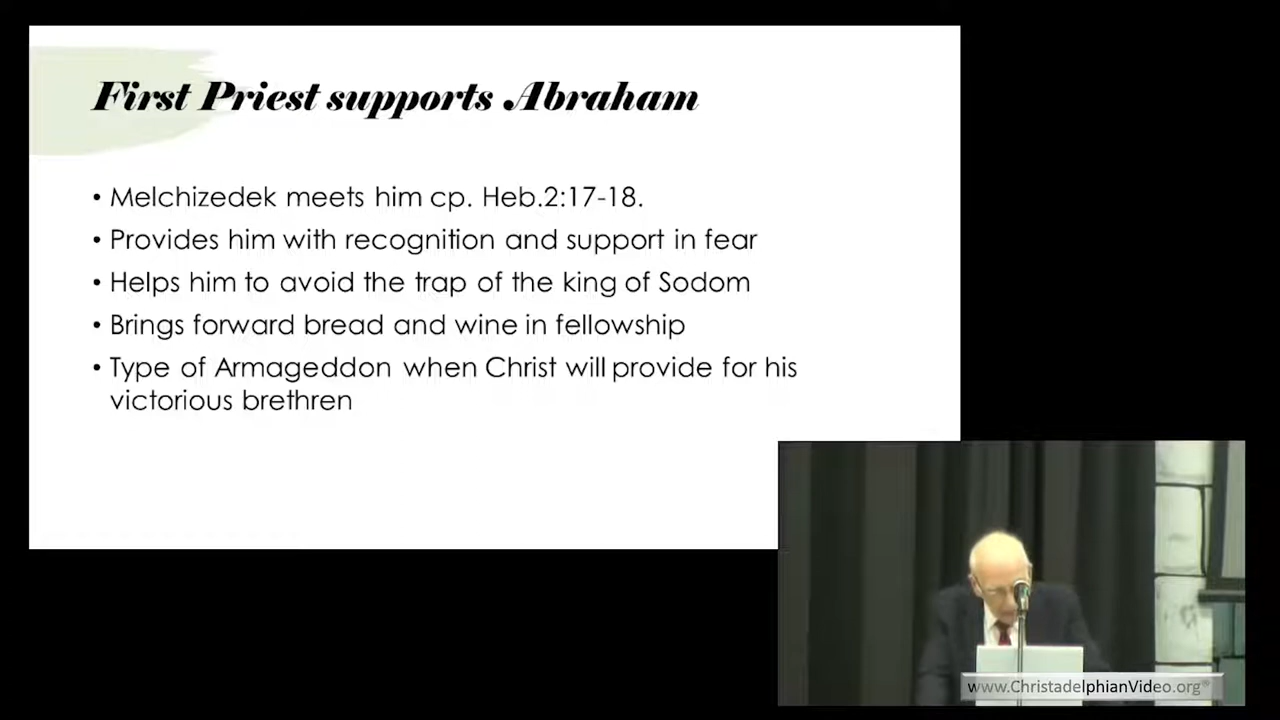 First Priest supports Abraham
• Melchizedek meets him cp. Heb.2:17-18.
• Provides him with recognition and support in fear
• Helps him to avoid the trap of the king of Sodom
• Brings forward bread and wine in fellowship
• Type of Armageddon when Christ will provide for his
victorious brethren
www.ChristadelphianVideo.org®